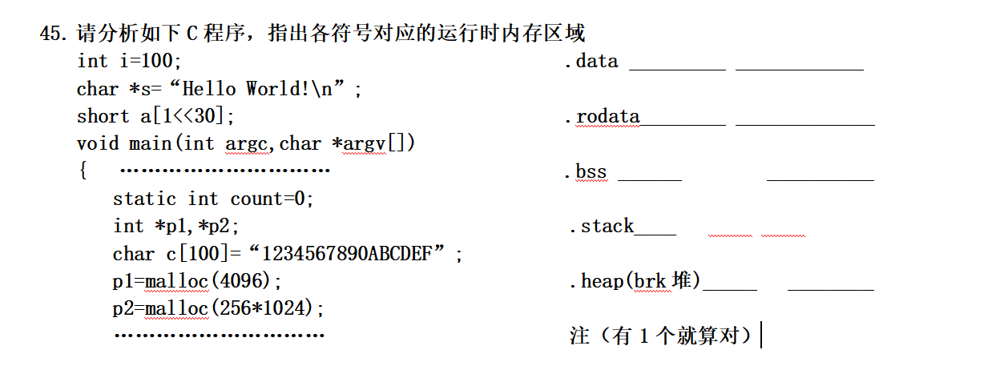 45. 请分析如下 C 程序，指出各符号对应的运行时内存区域
int i=100; .data _________ ____________
char *s=“Hello World!\n”;
short a[1<<30]; .rodata________ _____________
void main(int argc,char *argv[])
{ ………………………… .bss ______ __________
static int count=0;
int *p1,*p2; .stack____ ____ ____
char c[100]=“1234567890ABCDEF”;
p1=malloc(4096); .heap(brk 堆)_____ ________
p2=malloc(256*1024);
………………………… 注（有 1 个就算对）